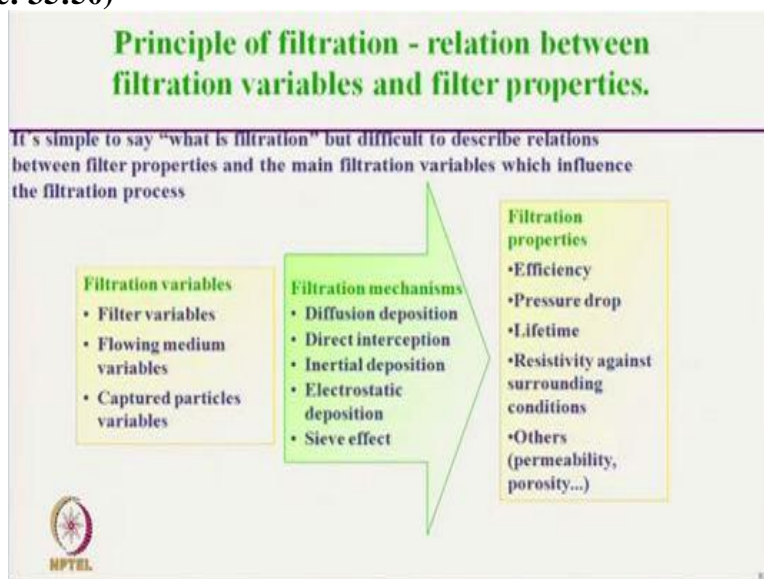 Principle of filtration - relation between
filtration variables and filter properties.
It´s simple to say “what is filtration” but difficult to describe relations
between filter properties and the main filtration variables which influence
the filtration process
Filtration variables
• Filter variables
• Flowing medium
variables
• Captured particles
variables
Filtration mechanisms
• Diffusion deposition
• Direct interception
• Inertial deposition
• Electrostatic
deposition
• Sieve effect
Filtration
properties
•Efficiency
•Pressure drop
•Lifetime
•Resistivity against
surrounding
conditions
•Others
(permeability,
porosity...)
NPTEL